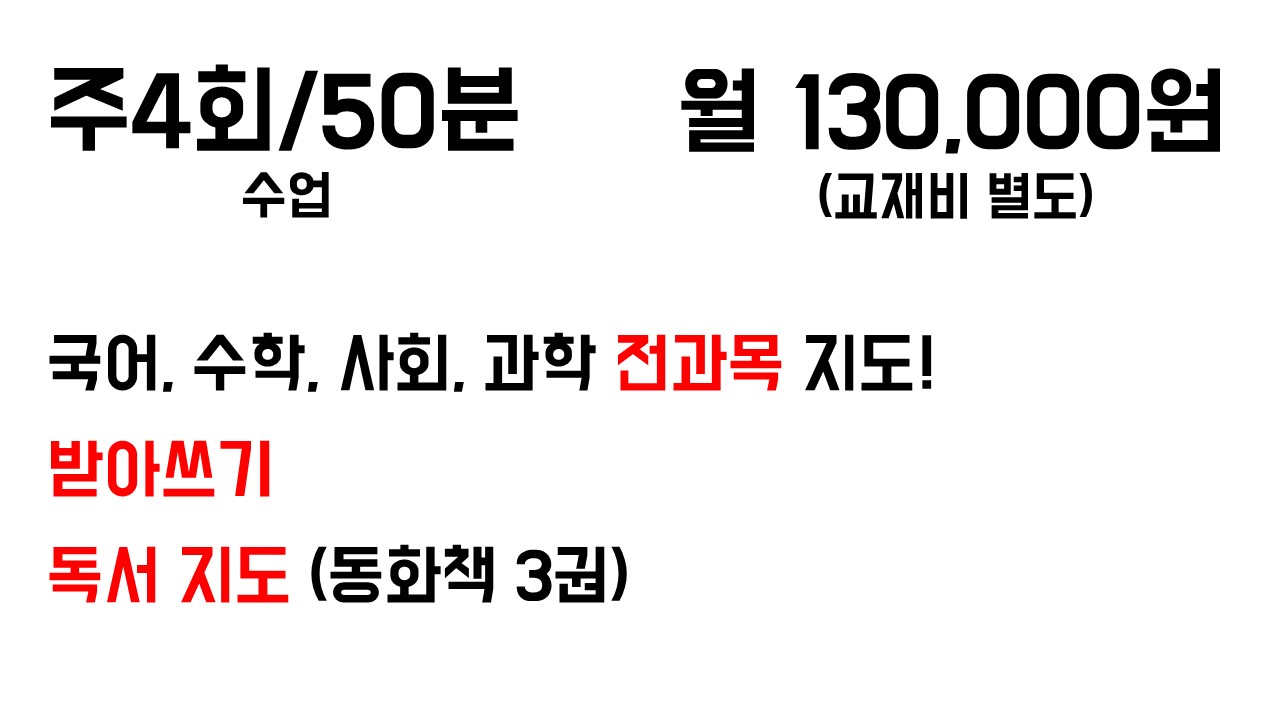 주4회/50분 월 130,000원
수업 (교재비 별도)
국어, 수학, 사회, 과학 전과목 지도!
받아쓰기
독서 지도 (동화책 3권)